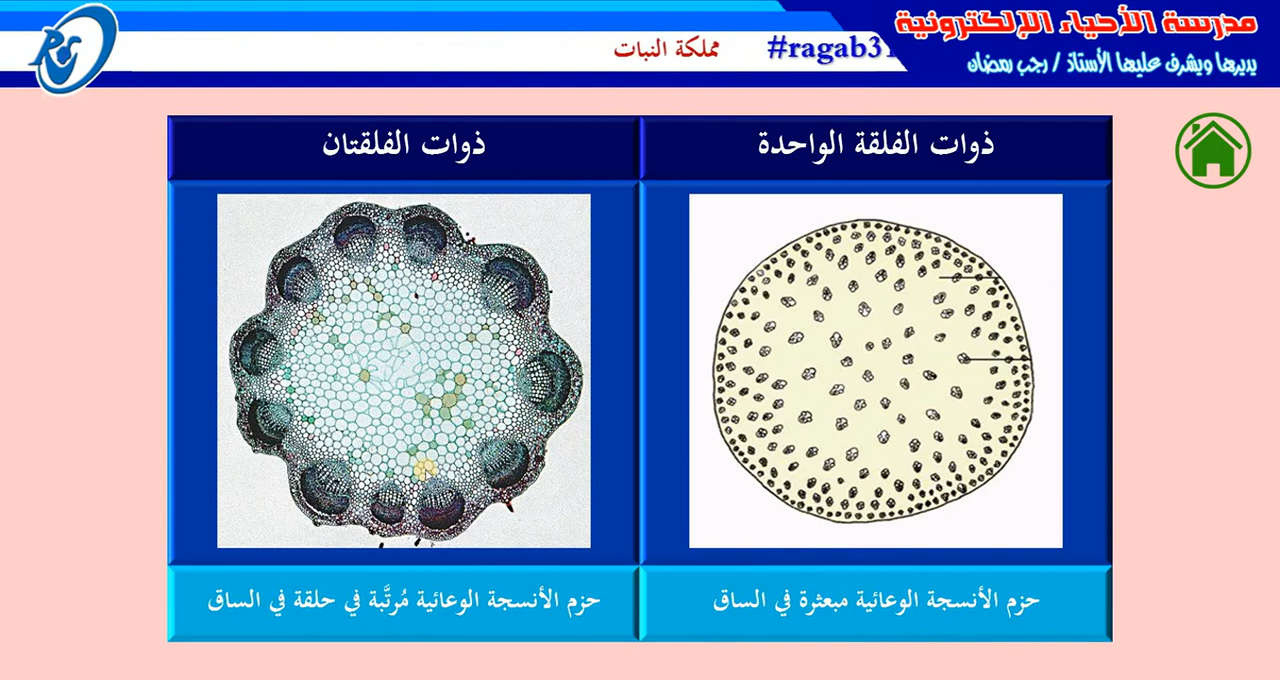 مدرسة الأحياء الإلكترونية
يديرها ويشرف عليها الأستاذ / رجب رمضان
#ragab31
مملكة النبات
ذوات الفلقة الواحدة
ذوات الفلقتان
حزم الأنسجة الوعائية مبعثرة في الساق
حزم الأنسجة الوعائية مُرتَّبة في حلقة في الساق